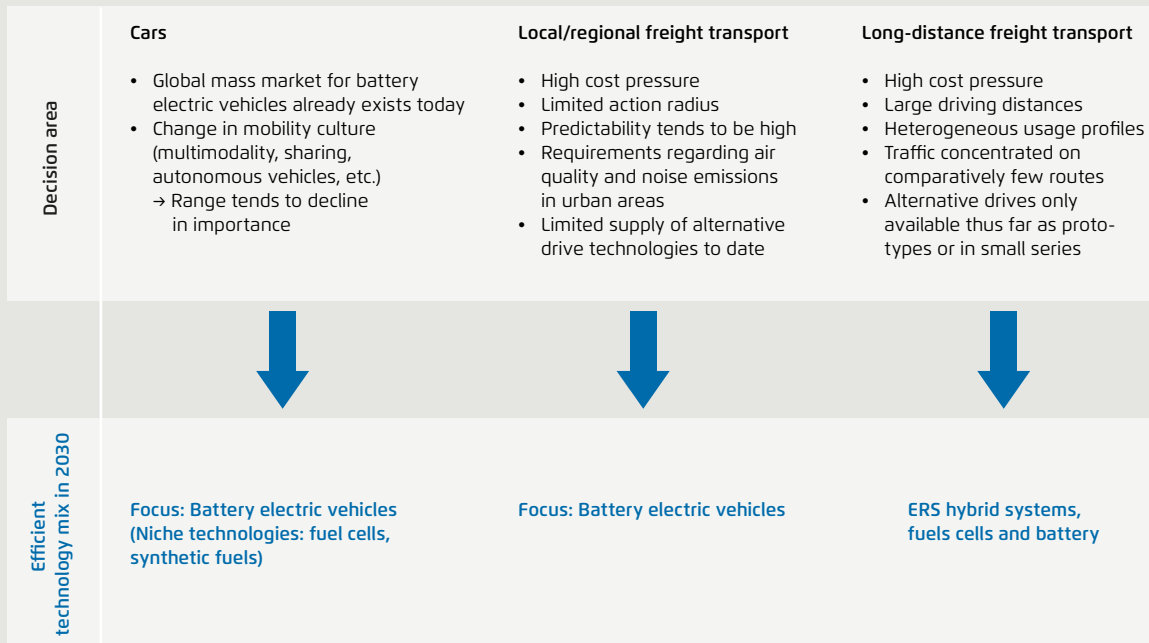 Decision area
Cars
• Global mass market for battery
electric vehicles already exists today
• Change in mobility culture
(multimodality, sharing,
autonomous vehicles, etc.)
→ Range tends to decline
in importance
Local/regional freight transport
• High cost pressure
• Limited action radius
• Predictability tends to be high
• Requirements regarding air
quality and noise emissions
in urban areas
• Limited supply of alternative
drive technologies to date
Long-distance freight transport
• High cost pressure
• Large driving distances
• Heterogeneous usage profiles
• Traffic concentrated on
comparatively few routes
• Alternative drives only
available thus far as proto-
types or in small series
Efficient
technology mix in 2030
Focus: Battery electric vehicles
(Niche technologies: fuel cells,
synthetic fuels)
Focus: Battery electric vehicles
ERS hybrid systems,
fuels cells and battery